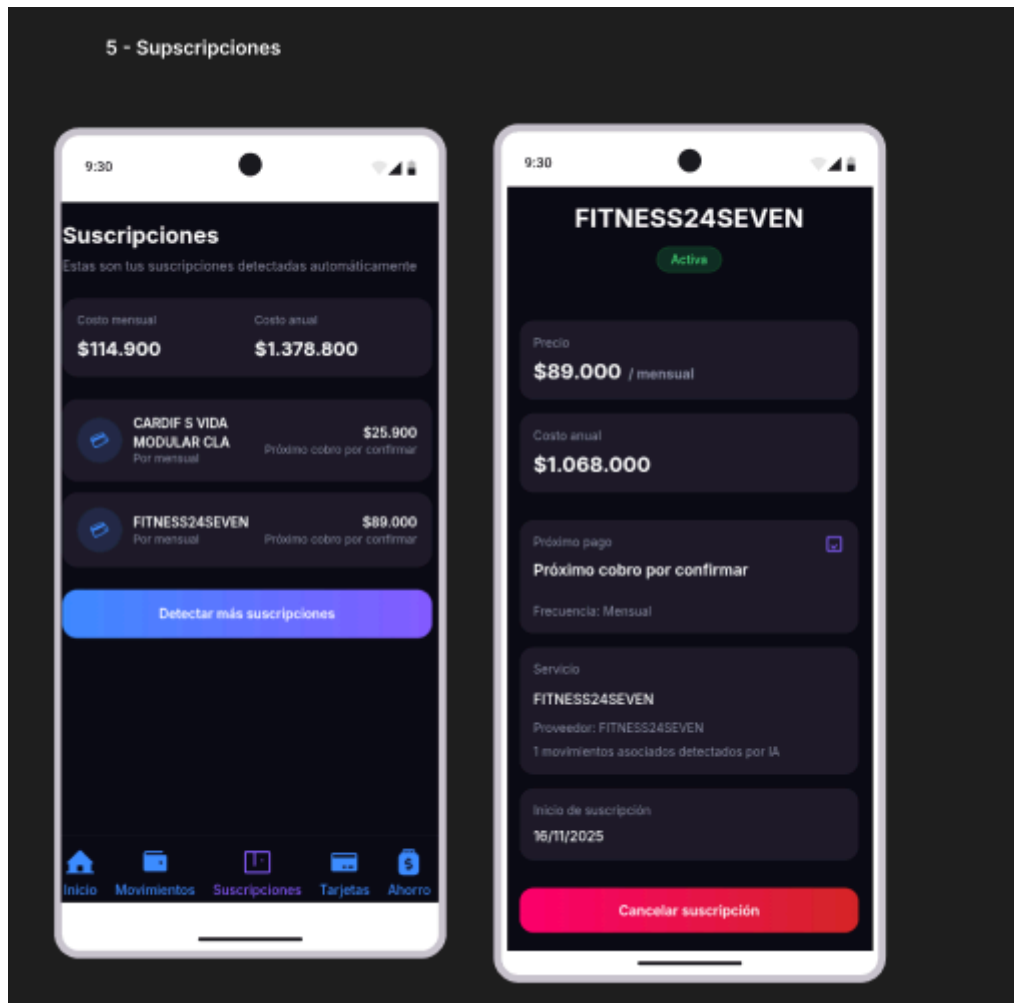 5 - Supscripciones
9:30
Suscripciones
Estas son tus suscripciones detectadas automáticamente
Costo mensual
$114.900
Costo anual
$1.378.800
CARDIF S VIDA
MODULAR CLA
Por mensual
$25.900
Próximo cobro por confirmar
FITNESS24SEVEN
Por mensual
$89.000
Próximo cobro por confirmar
Detectar más suscripciones
Inicio
Movimientos
Suscripciones
Tarjetas
Ahorro
9:30
FITNESS24SEVEN
Activa
Precio
$89.000 / mensual
Costo anual
$1.068.000
Próximo pago
Próximo cobro por confirmar
Frecuencia: Mensual
Servicio
FITNESS24SEVEN
Proveedor: FITNESS24SEVEN
1 movimientos asociados detectados por IA
Inicio de suscripción
16/11/2025
Cancelar suscripción